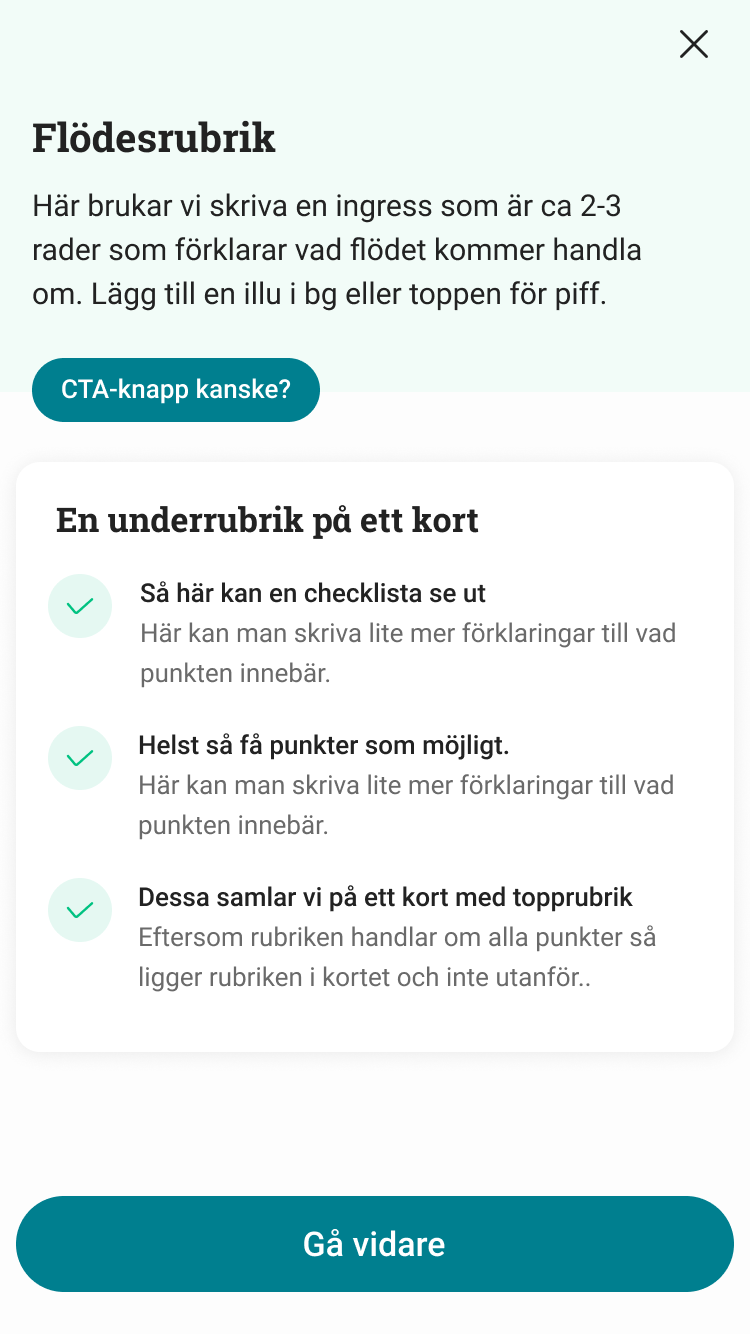 Flödesrubrik
Här brukar vi skriva en ingress som är ca 2-3
rader som förklarar vad flödet kommer handla
om. Lägg till en illu i bg eller toppen för piff.
CTA-knapp kanske?
En underrubrik på ett kort
Så här kan en checklista se ut
Här kan man skriva lite mer förklaringar till vad
punkten innebär.
Helst så få punkter som möjligt.
Här kan man skriva lite mer förklaringar till vad
punkten innebär.
Dessa samlar vi på ett kort med topprubrik
Eftersom rubriken handlar om alla punkter så
ligger rubriken i kortet och inte utanför..
Gå vidare